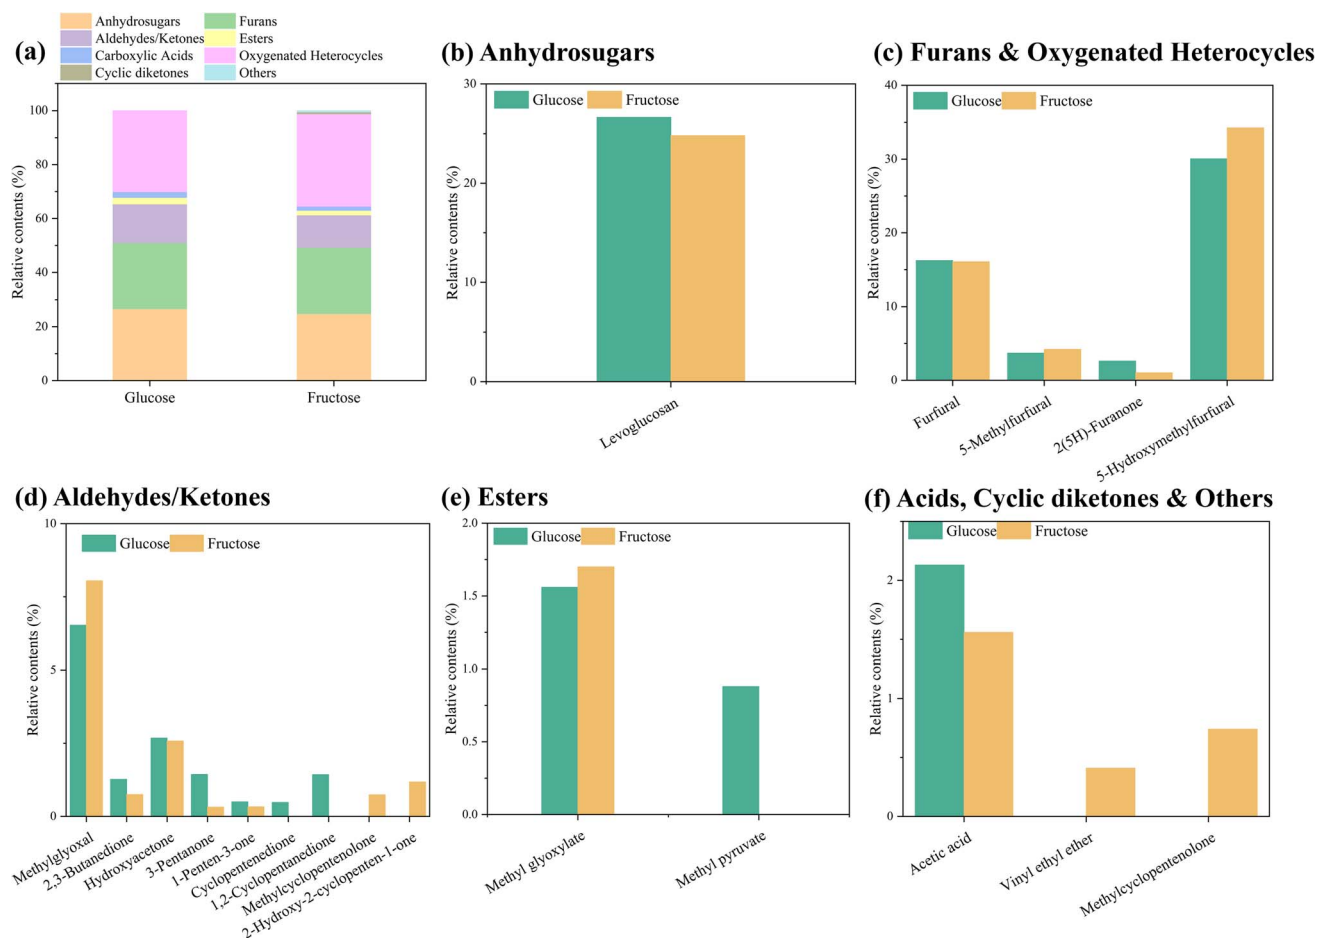 (a)
Anhydrosugars
Furans
Aldehydes/Ketones
Esters
Carboxylic Acids
Oxygenated Heterocycles
Cyclic diketones
Others
Relative contents (%)
100
80
60
40
20
0
Glucose
Fructose
(b) Anhydrosugars
Glucose
Fructose
Relative contents (%)
30
20
10
0
Levoglucosan
(c) Furans & Oxygenated Heterocycles
Glucose
Fructose
Relative contents (%)
40
30
20
10
0
Furfural
5-Methylfurfural
2(5H)-Furanone
5-Hydroxymethylfurfural
(d) Aldehydes/Ketones
Glucose
Fructose
Relative contents (%)
10
5
0
Methylglyoxal
2,3-Butanedione
Hydroxyacetone
3-Pentanone
1-Penten-3-one
Cyclopentenedione
1,2-Cyclopentanedione
Methylcyclopentenolone
2-Hydroxy-2-cyclopenten-1-one
(e) Esters
Glucose
Fructose
Relative contents (%)
2.0
1.5
1.0
0.5
0.0
Methyl glyoxylate
Methyl pyruvate
(f) Acids, Cyclic diketones & Others
Glucose
Fructose
Relative contents (%)
2
1
0
Acetic acid
Vinyl ethyl ether
Methylcyclopentenolone